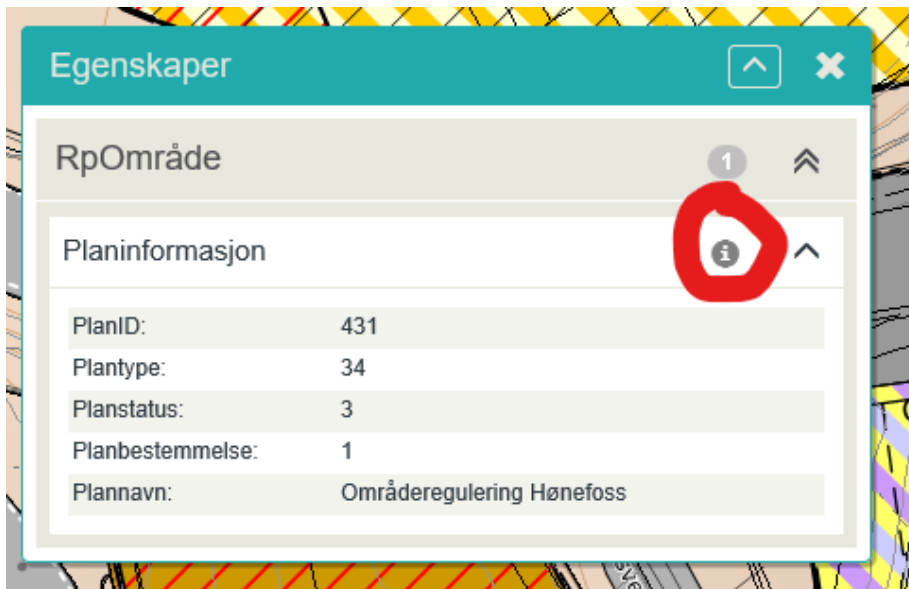 Egenskaper
RpOmråde 1
Planinformasjon i
PlanID: 431
Plantype: 34
Planstatus: 3
Planbestemmelse: 1
Plannavn: Områderegulering Hønefoss